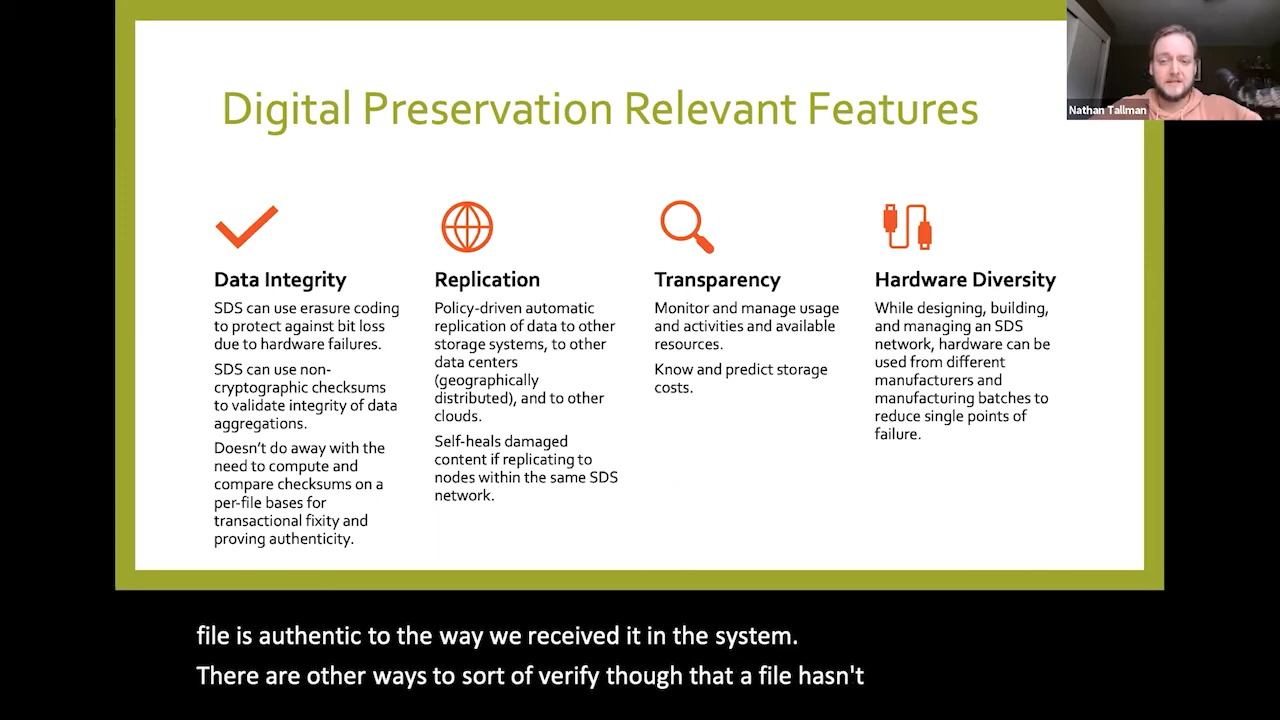 Digital Preservation Relevant Features
Nathan Tallman
Data Integrity
SDS can use erasure coding
to protect against bit loss
due to hardware failures.
SDS can use non-
cryptographic checksums
to validate integrity of data
aggregations.
Doesn't do away with the
need to compute and
compare checksums on a
per-file bases for
transactional fixity and
proving authenticity.
Replication
Policy-driven automatic
replication of data to other
storage systems, to other
data centers
(geographically
distributed), and to other
clouds.
Self-heals damaged
content if replicating to
nodes within the same SDS
network.
Transparency
Monitor and manage usage
and activities and available
resources.
Know and predict storage
costs.
Hardware Diversity
While designing, building,
and managing an SDS
network, hardware can be
used from different
manufacturers and
manufacturing batches to
reduce single points of
failure.
file is authentic to the way we received it in the system.
There are other ways to sort of verify though that a file hasn't